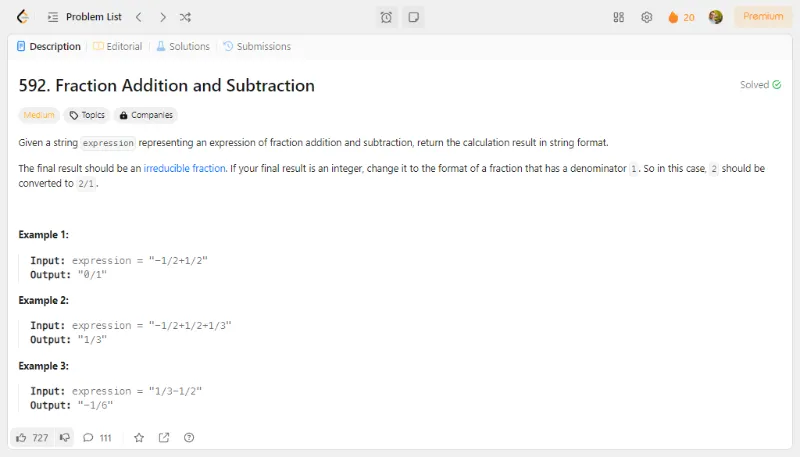 Problem List
20
Premium
Description
Editorial
Solutions
Submissions
592. Fraction Addition and Subtraction
Solved
Medium
Topics
Companies
Given a string expression representing an expression of fraction addition and subtraction, return the calculation result in string format.
The final result should be an irreducible fraction. If your final result is an integer, change it to the format of a fraction that has a denominator 1. So in this case, 2 should be
converted to 2/1.
Example 1:
Input: expression = "-1/2+1/2"
Output: "0/1"
Example 2:
Input: expression = "-1/2+1/2+1/3"
Output: "1/3"
Example 3:
Input: expression = "1/3-1/2"
Output: "-1/6"
727
111